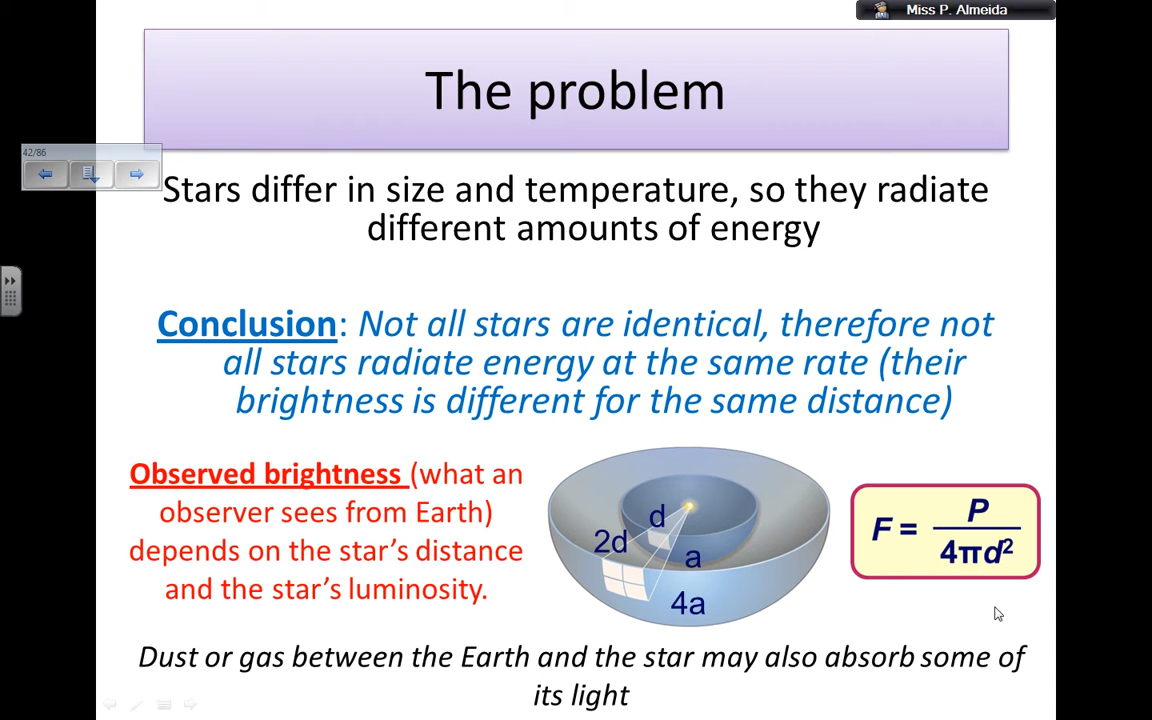 Miss P. Almeida
The problem
42/86
Stars differ in size and temperature, so they radiate
different amounts of energy
Conclusion: Not all stars are identical, therefore not
all stars radiate energy at the same rate (their
brightness is different for the same distance)
Observed brightness (what an
observer sees from Earth)
depends on the star's distance
and the star's luminosity.
d
2d
a
4a
F = P / 4πd²
Dust or gas between the Earth and the star may also absorb some of
its light